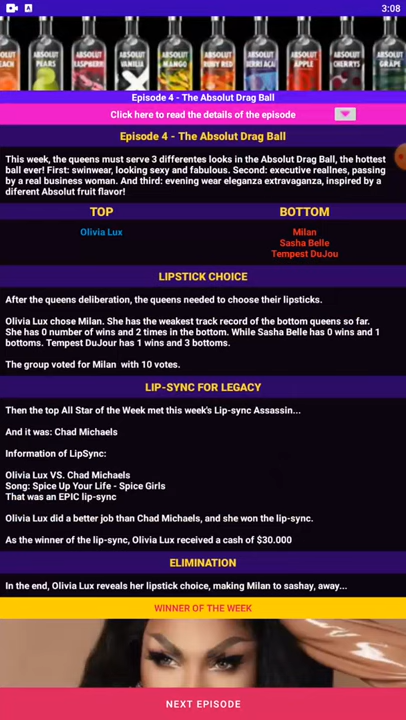 3:08
A
ABSOLUT ABSOLUT ABSOLUT ABSOLUT ABSOLUT ABSOLUT ABSOLUT ABSOLUT
PEARS VANILIA MANGO RUBY RED CHERRYS GRAPE
Episode 4 - The Absolut Drag Ball
Click here to read the details of the episode
Episode 4 - The Absolut Drag Ball
This week, the queens must serve 3 differentes looks in the Absolut Drag Ball, the hottest
ball ever! First: swinwear, looking sexy and fabulous. Second: executive reallnes, passing
by a real business woman. And third: evening wear eleganza extravaganza, inspired by a
diferent Absolut fruit flavor!
TOP
Olivia Lux
BOTTOM
Milan
Sasha Belle
Tempest DuJou
LIPSTICK CHOICE
After the queens deliberation, the queens needed to choose their lipsticks.
Olivia Lux chose Milan. She has the weakest track record of the bottom queens so far.
She has 0 number of wins and 2 times in the bottom. While Sasha Belle has 0 wins and 1
bottoms. Tempest DuJour has 1 wins and 3 bottoms.
The group voted for Milan with 10 votes.
LIP-SYNC FOR LEGACY
Then the top All Star of the Week met this week's Lip-sync Assassin...
And it was: Chad Michaels
Information of LipSync:
Olivia Lux VS. Chad Michaels
Song: Spice Up Your Life - Spice Girls
That was an EPIC lip-sync
Olivia Lux did a better job than Chad Michaels, and she won the lip-sync.
As the winner of the lip-sync, Olivia Lux received a cash of $30.000
ELIMINATION
In the end, Olivia Lux reveals her lipstick choice, making Milan to sashay, away...
WINNER OF THE WEEK
NEXT EPISODE